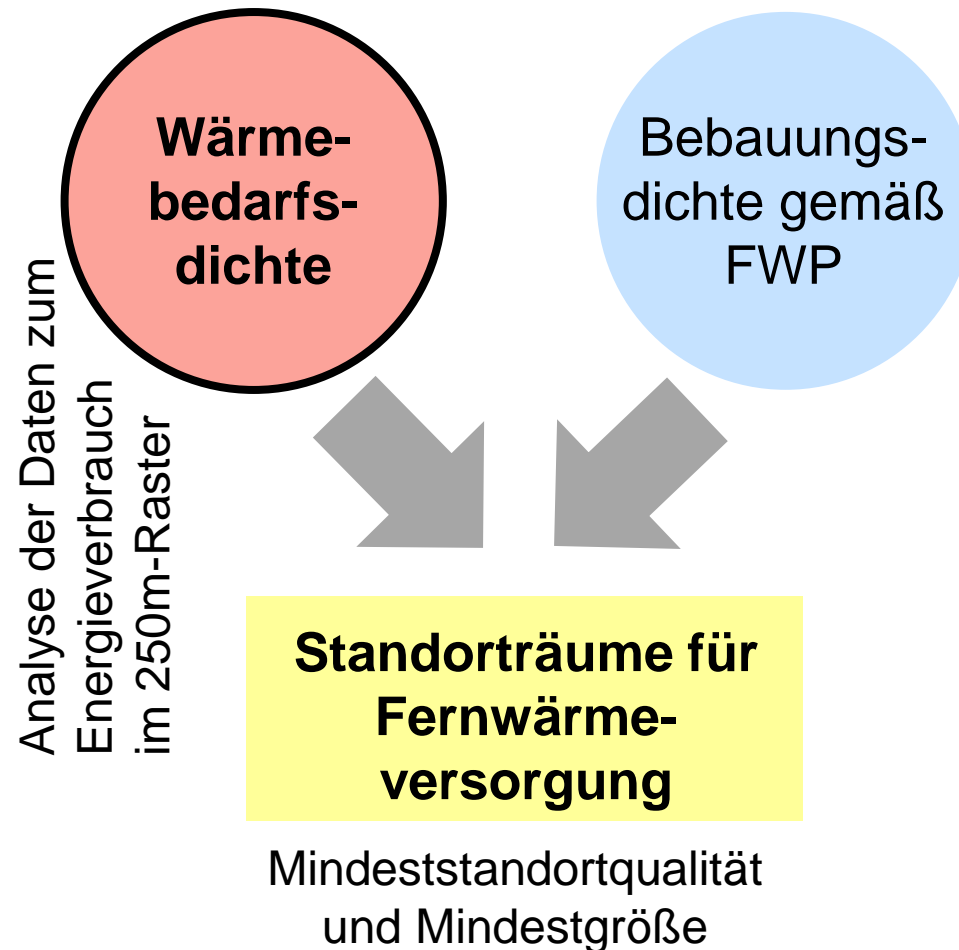 Wärme-
bedarfs-
dichte
Bebauungs-
dichte gemäß
FWP
Analyse der Daten zum
Energieverbrauch
im 250m-Raster
Standorträume für
Fernwärme-
versorgung
Mindeststandortqualität
und Mindestgröße